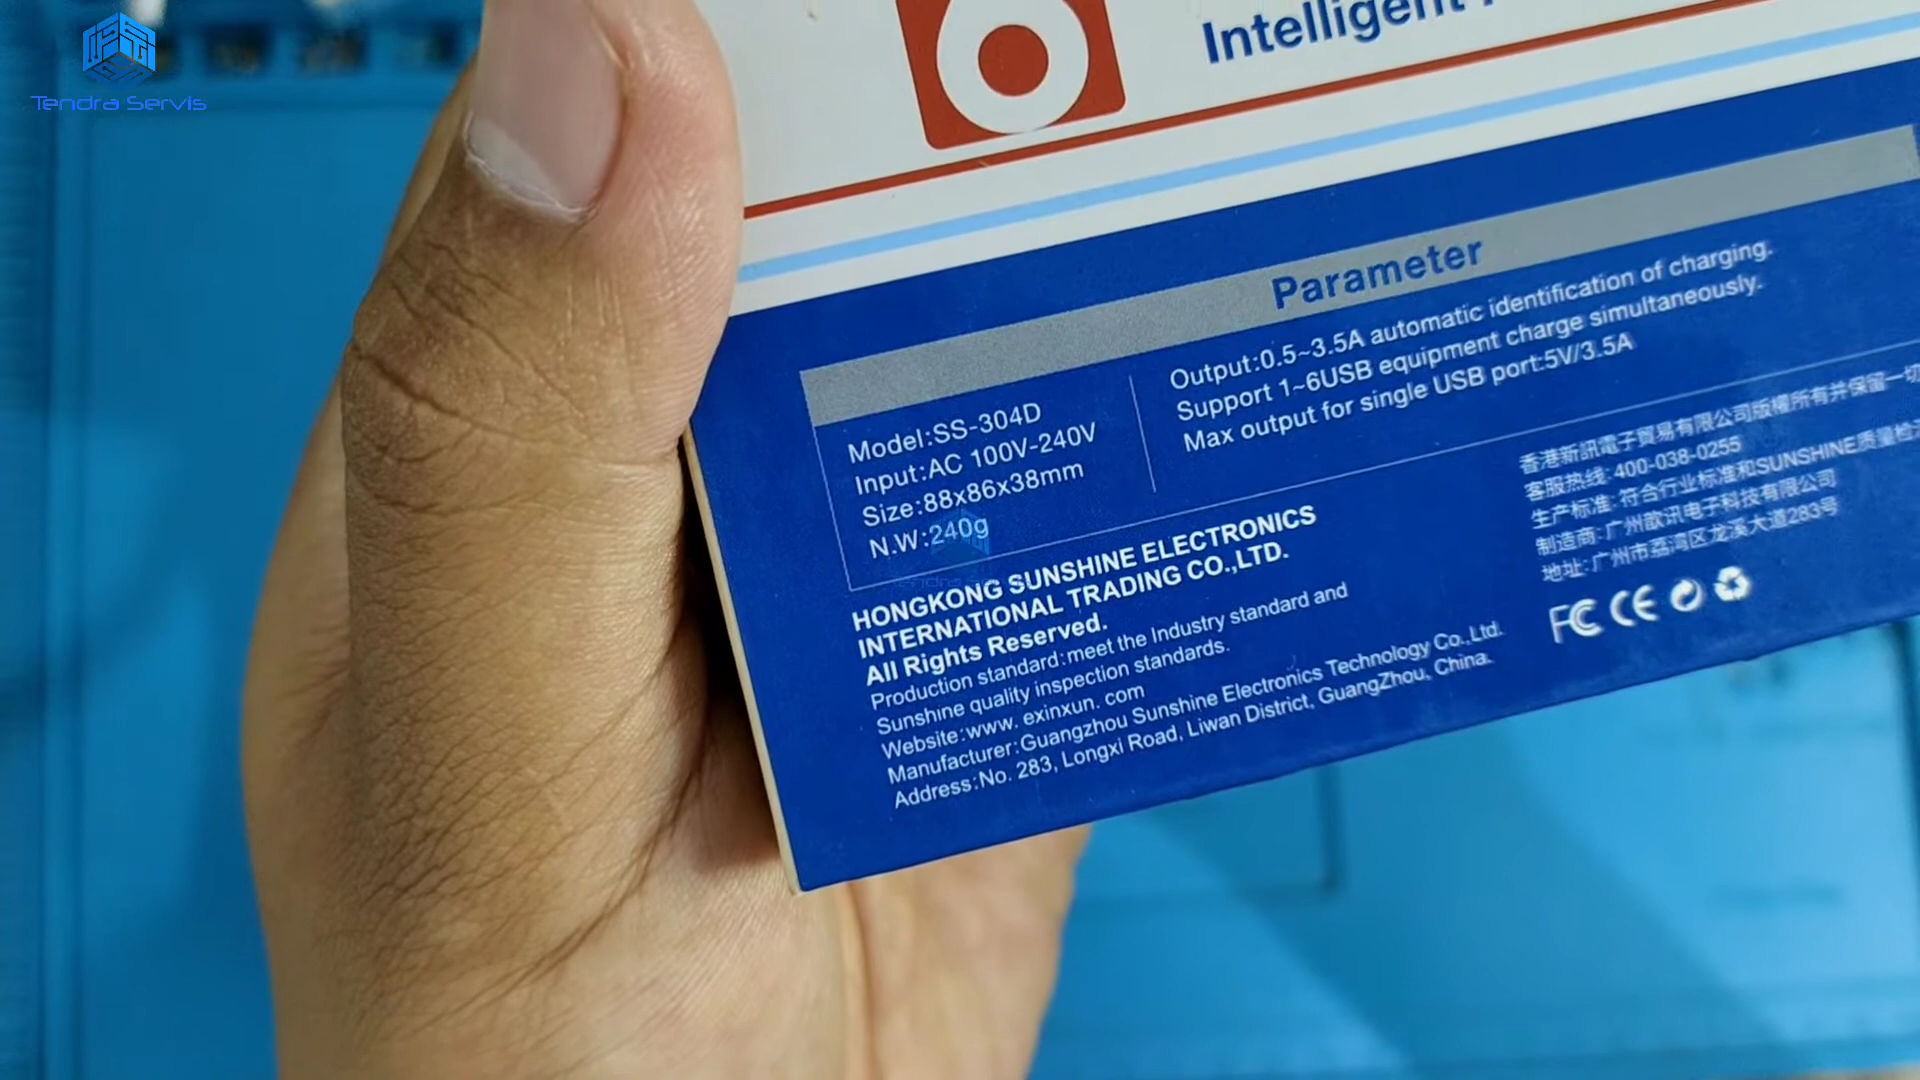 Tendra Servis
Intelligent
Parameter
Model:SS-304D
Input:AC 100V-240V
Size:88x86x38mm
N.W:240g
Output:0.5~3.5A automatic identification of charging.
Support 1~6USB equipment charge simultaneously.
Max output for single USB port:5V/3.5A
HONGKONG SUNSHINE ELECTRONICS
INTERNATIONAL TRADING CO.,LTD.
All Rights Reserved.
Production standard:meet the Industry standard and
Sunshine quality inspection standards.
Website:www. exinxun. com
Manufacturer:Guangzhou Sunshine Electronics Technology Co.,Ltd.
Address:No. 283, Longxi Road, Liwan District, GuangZhou, China.
香港新訊電子貿易有限公司版權所有并保留一切
客服热线: 400-038-0255
生产标准: 符合行业标准和SUNSHINE质量检
制造商: 广州歆讯电子科技有限公司
地址: 广州市荔湾区龙溪大道283号
FC CE